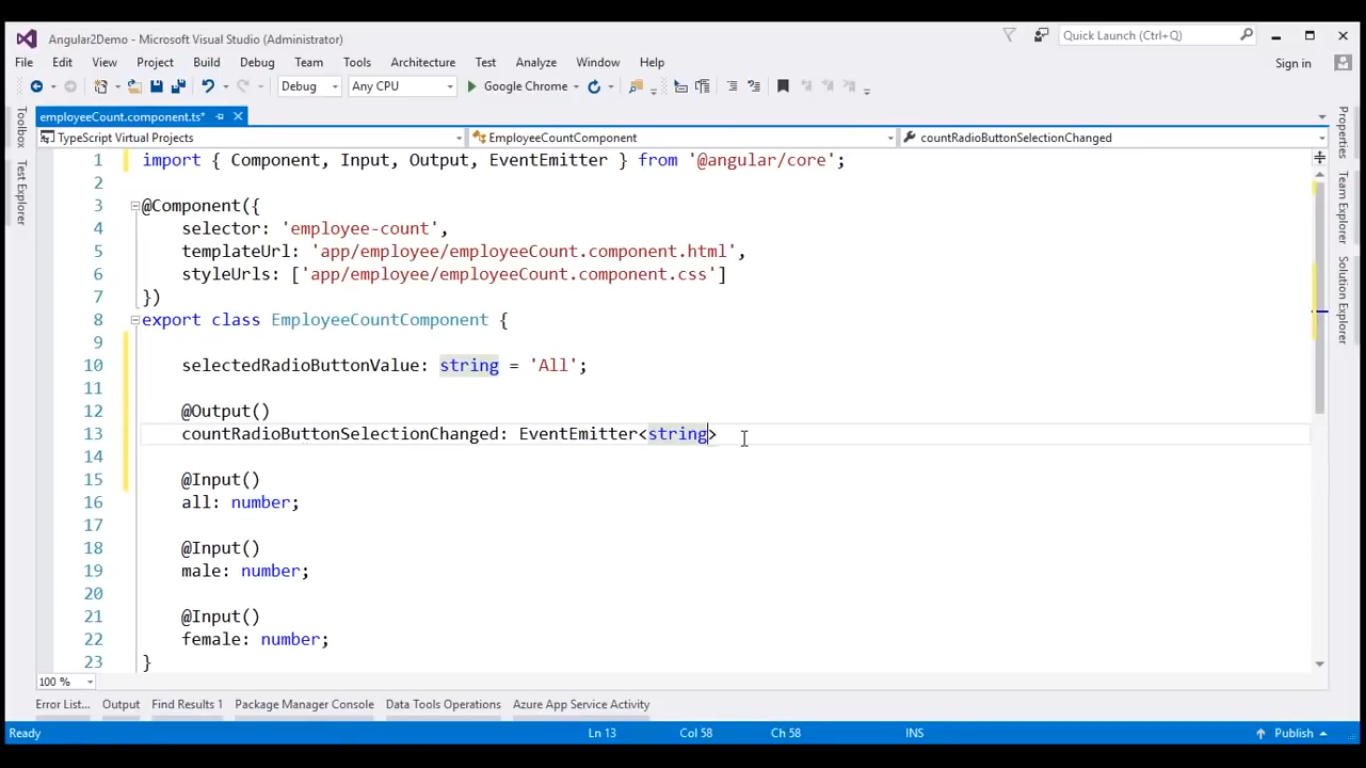 Angular2Demo - Microsoft Visual Studio (Administrator)
Quick Launch (Ctrl+Q)
File Edit View Project Build Debug Team Tools Architecture Test Analyze Window Help
Sign in
Debug Any CPU Google Chrome
employeeCount.component.ts*
TypeScript Virtual Projects EmployeeCountComponent countRadioButtonSelectionChanged
Toolbox
Test Explorer
Properties
Team Explorer
Solution Explorer
1 import { Component, Input, Output, EventEmitter } from '@angular/core';
2
3 @Component({
4 selector: 'employee-count',
5 templateUrl: 'app/employee/employeeCount.component.html',
6 styleUrls: ['app/employee/employeeCount.component.css']
7 })
8 export class EmployeeCountComponent {
9
10 selectedRadioButtonValue: string = 'All';
11
12 @Output()
13 countRadioButtonSelectionChanged: EventEmitter<string>
14
15 @Input()
16 all: number;
17
18 @Input()
19 male: number;
20
21 @Input()
22 female: number;
23 }
100 %
Error List... Output Find Results 1 Package Manager Console Data Tools Operations Azure App Service Activity
Ready Ln 13 Col 58 Ch 58 INS Publish